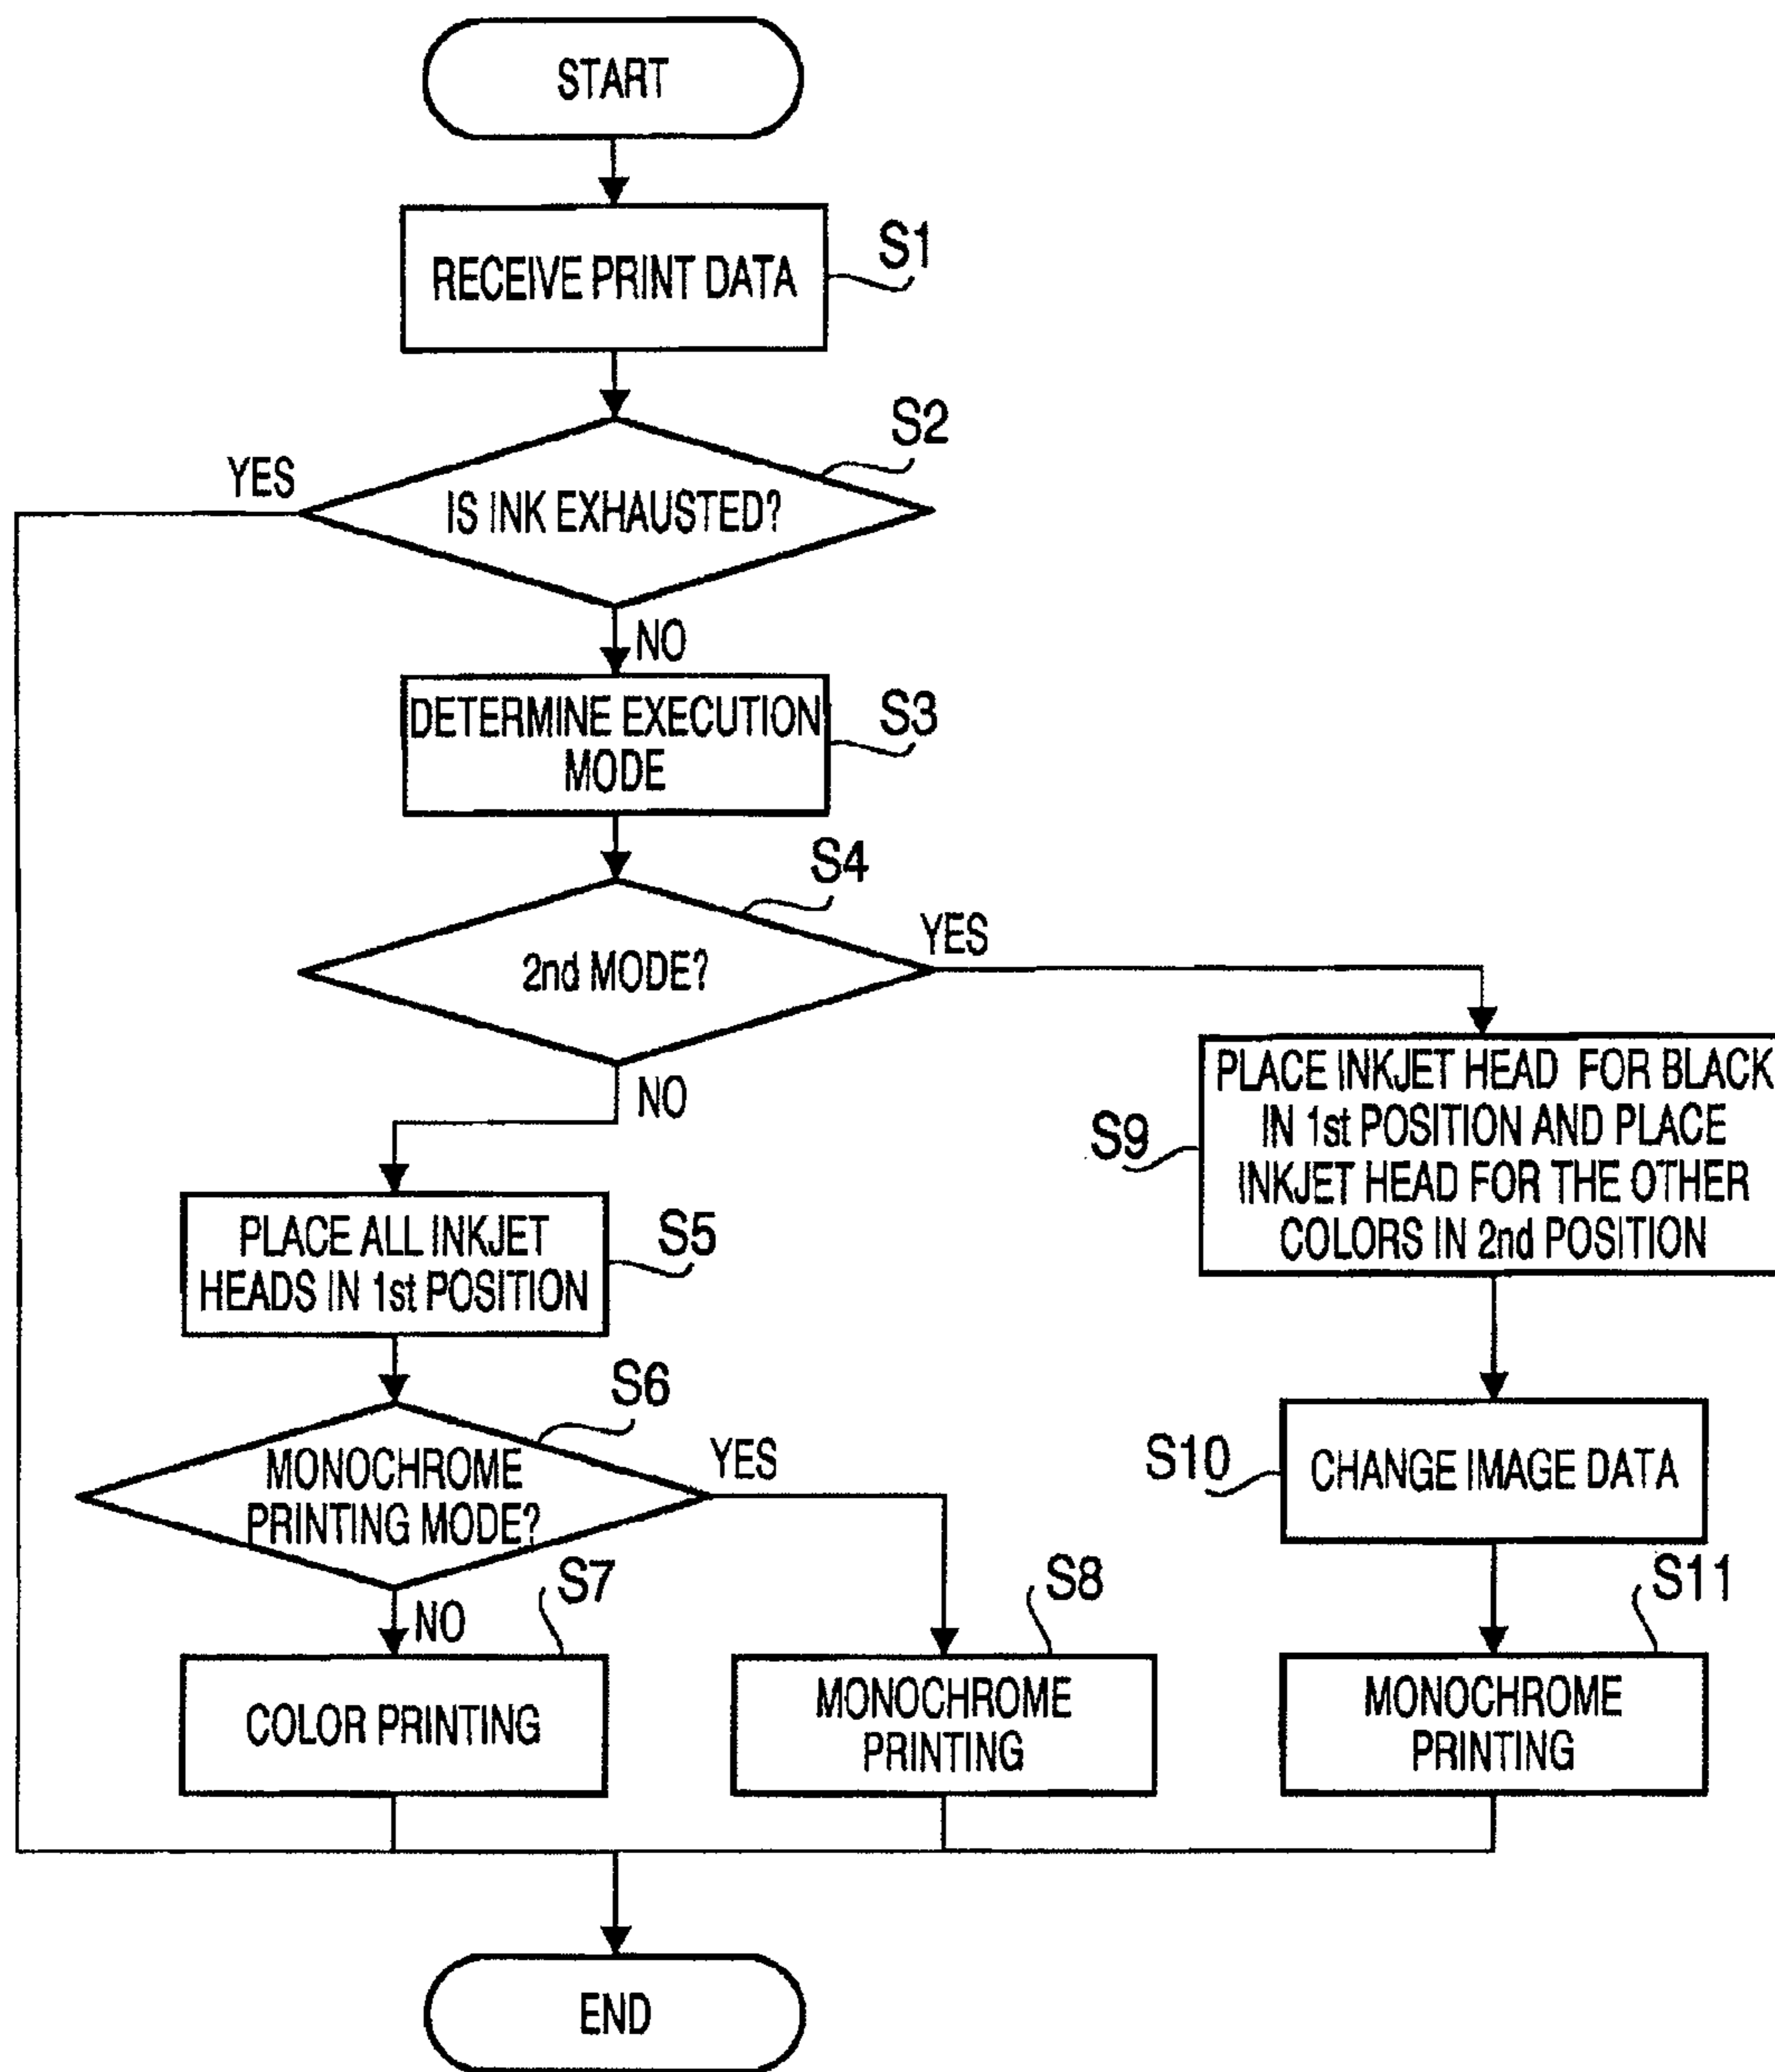 START
RECEIVE PRINT DATA
S1
IS INK EXHAUSTED?
S2
YES
NO
DETERMINE EXECUTION
MODE
S3
2nd MODE?
S4
YES
NO
PLACE ALL INKJET
HEADS IN 1st POSITION
S5
MONOCHROME
PRINTING MODE?
S6
YES
NO
COLOR PRINTING
S7
MONOCHROME
PRINTING
S8
PLACE INKJET HEAD FOR BLACK
IN 1st POSITION AND PLACE
INKJET HEAD FOR THE OTHER
COLORS IN 2nd POSITION
S9
CHANGE IMAGE DATA
S10
MONOCHROME
PRINTING
S11
END